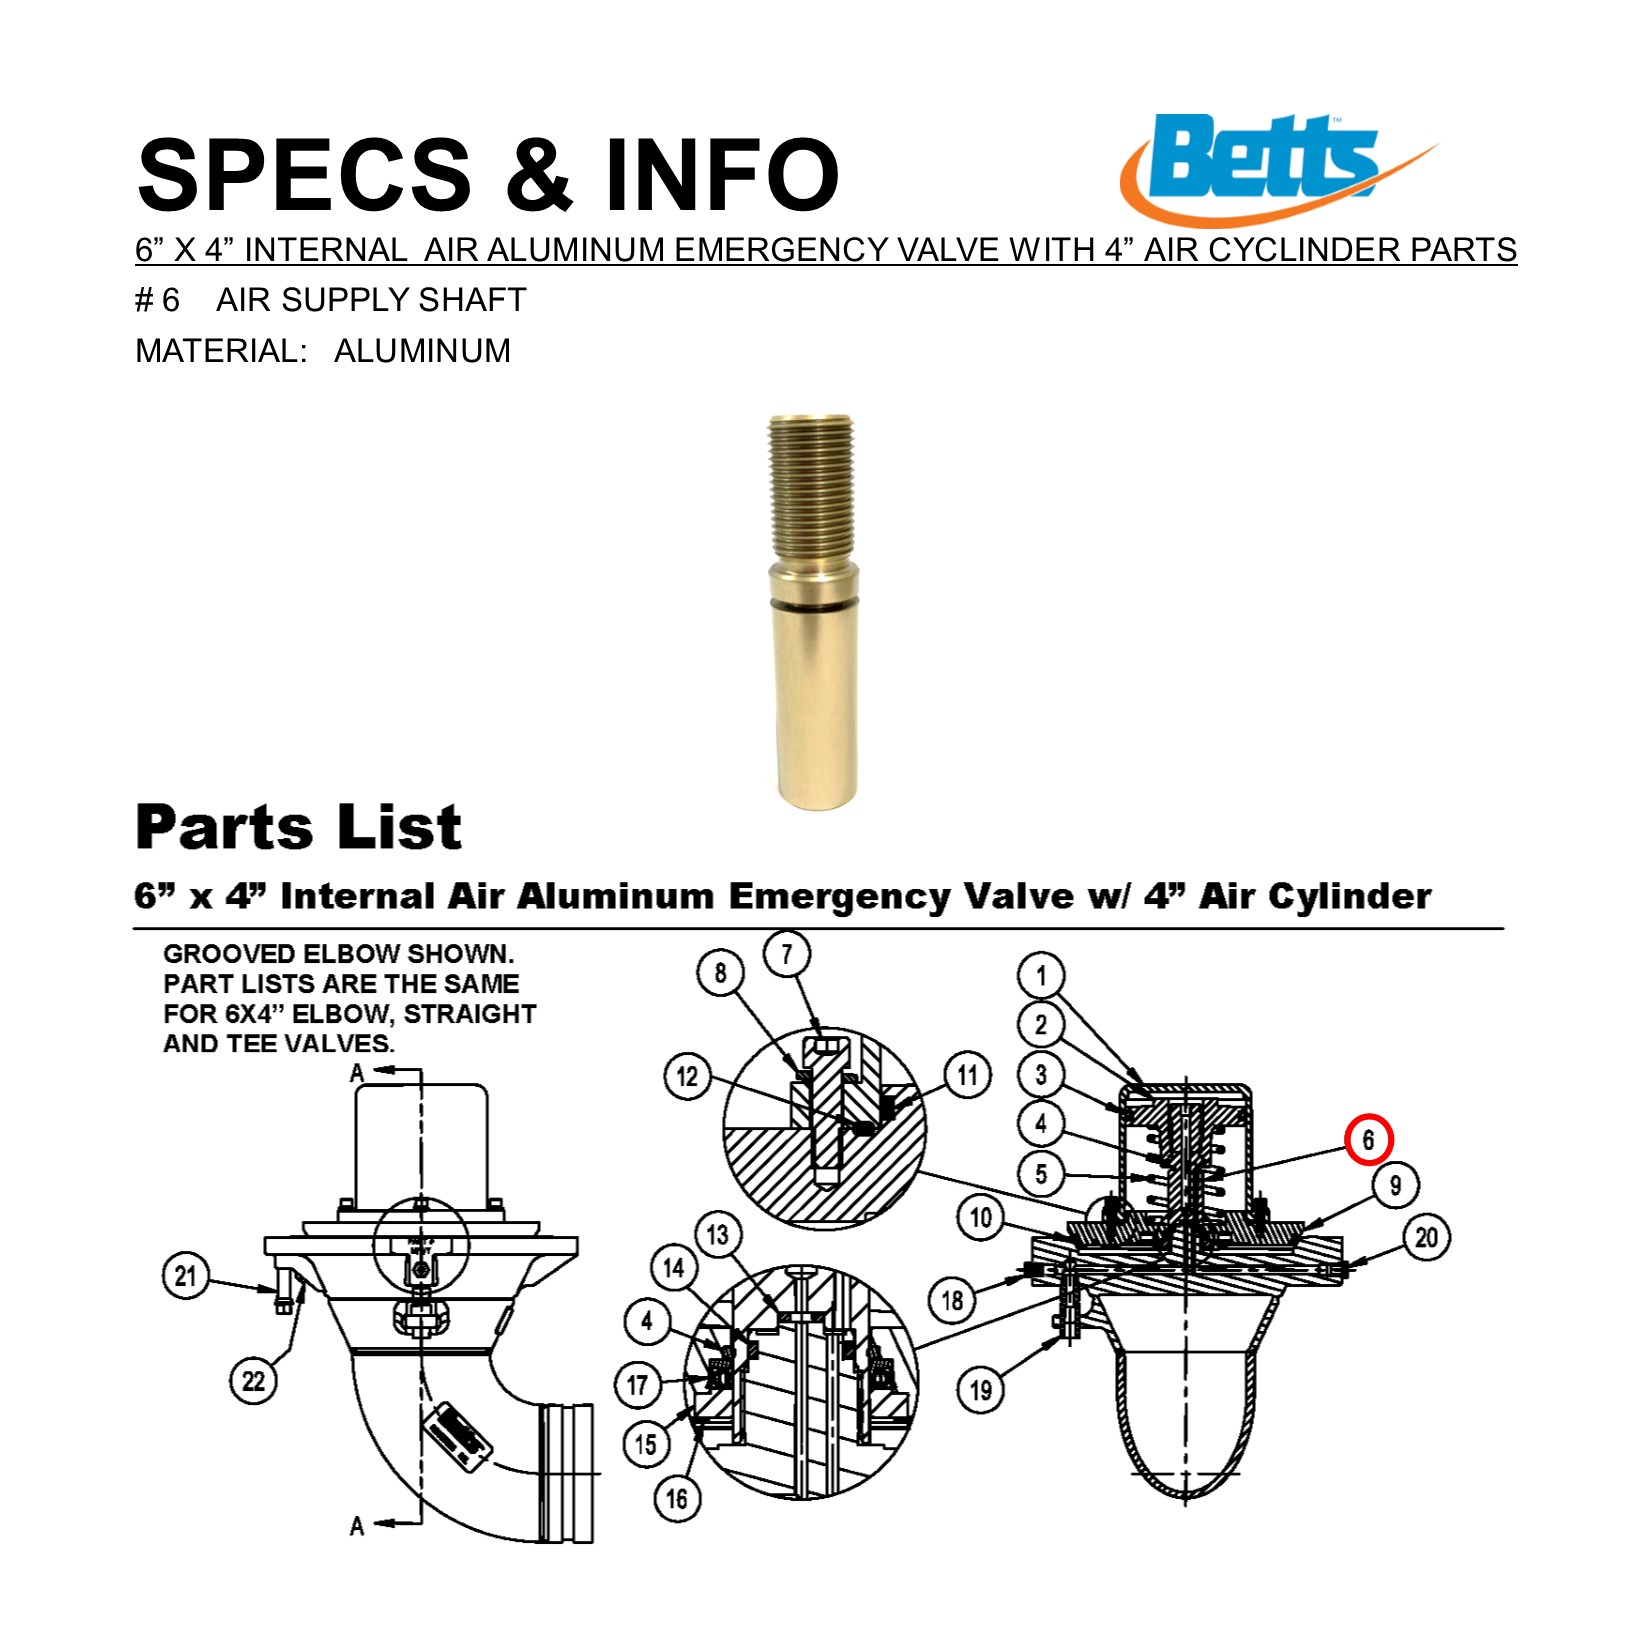 SPECS & INFO
Betts™
6” X 4” INTERNAL  AIR ALUMINUM EMERGENCY VALVE WITH 4” AIR CYCLINDER PARTS
# 6    AIR SUPPLY SHAFT
MATERIAL:   ALUMINUM
Parts List
6” x 4” Internal Air Aluminum Emergency Valve w/ 4” Air Cylinder
GROOVED ELBOW SHOWN.
PART LISTS ARE THE SAME
FOR 6X4’’ ELBOW, STRAIGHT
AND TEE VALVES.
7
8
12
11
1
2
3
4
5
6
9
10
20
18
19
13
14
4
17
15
16
A
21
22
A